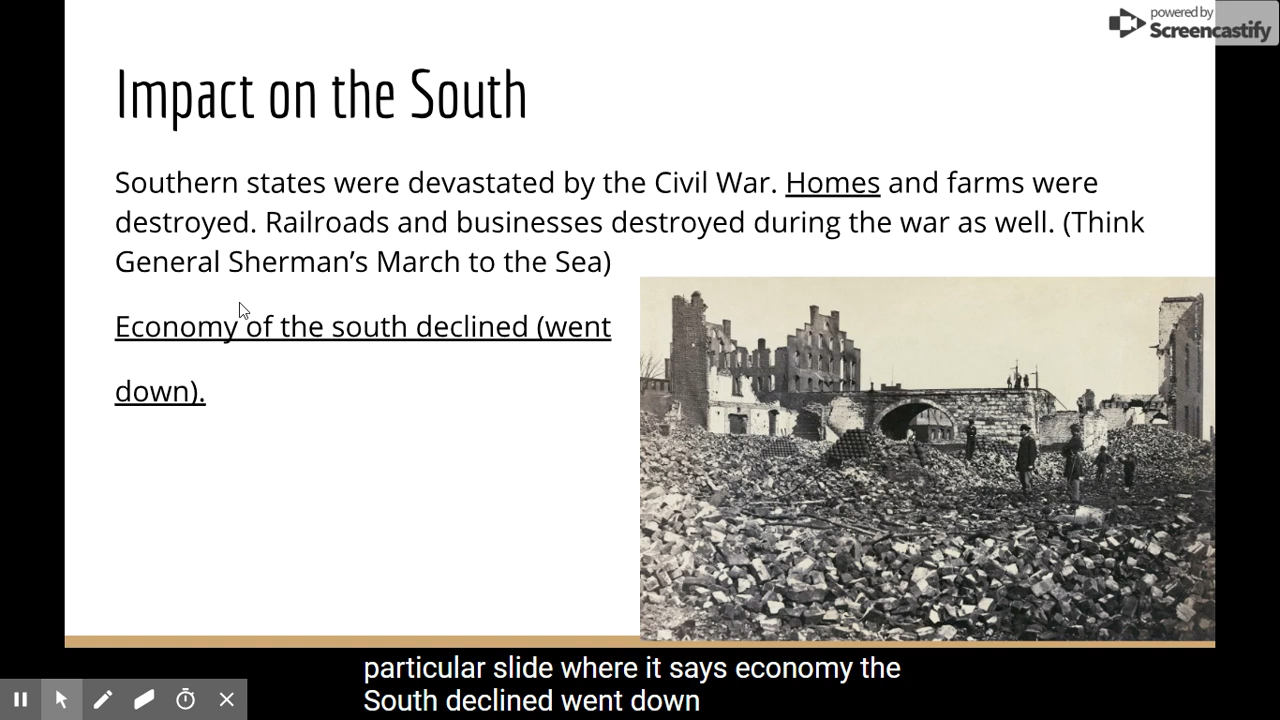 powered by
Screencastify
Impact on the South
Southern states were devastated by the Civil War. Homes and farms were
destroyed. Railroads and businesses destroyed during the war as well. (Think
General Sherman’s March to the Sea)
Economy of the south declined (went
down).
particular slide where it says economy the
South declined went down